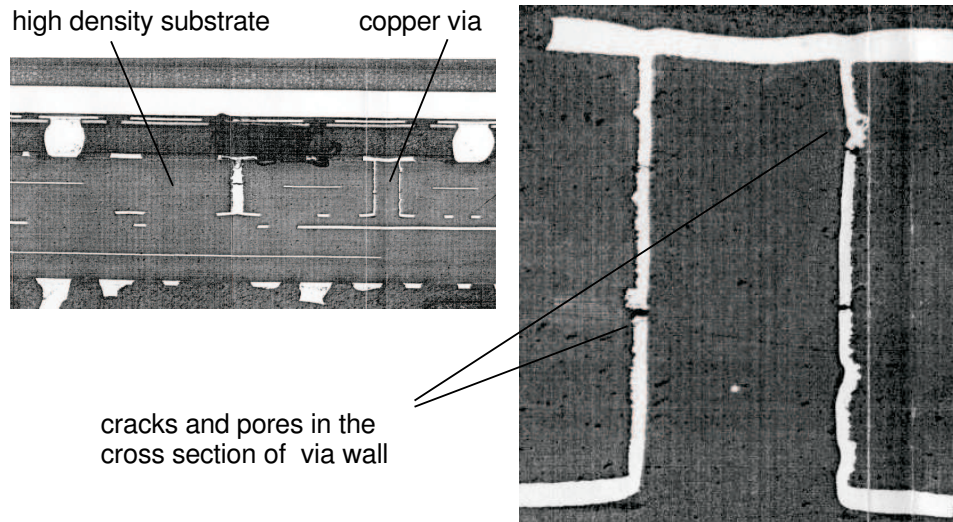 high density substrate
copper via
cracks and pores in the
cross section of via wall